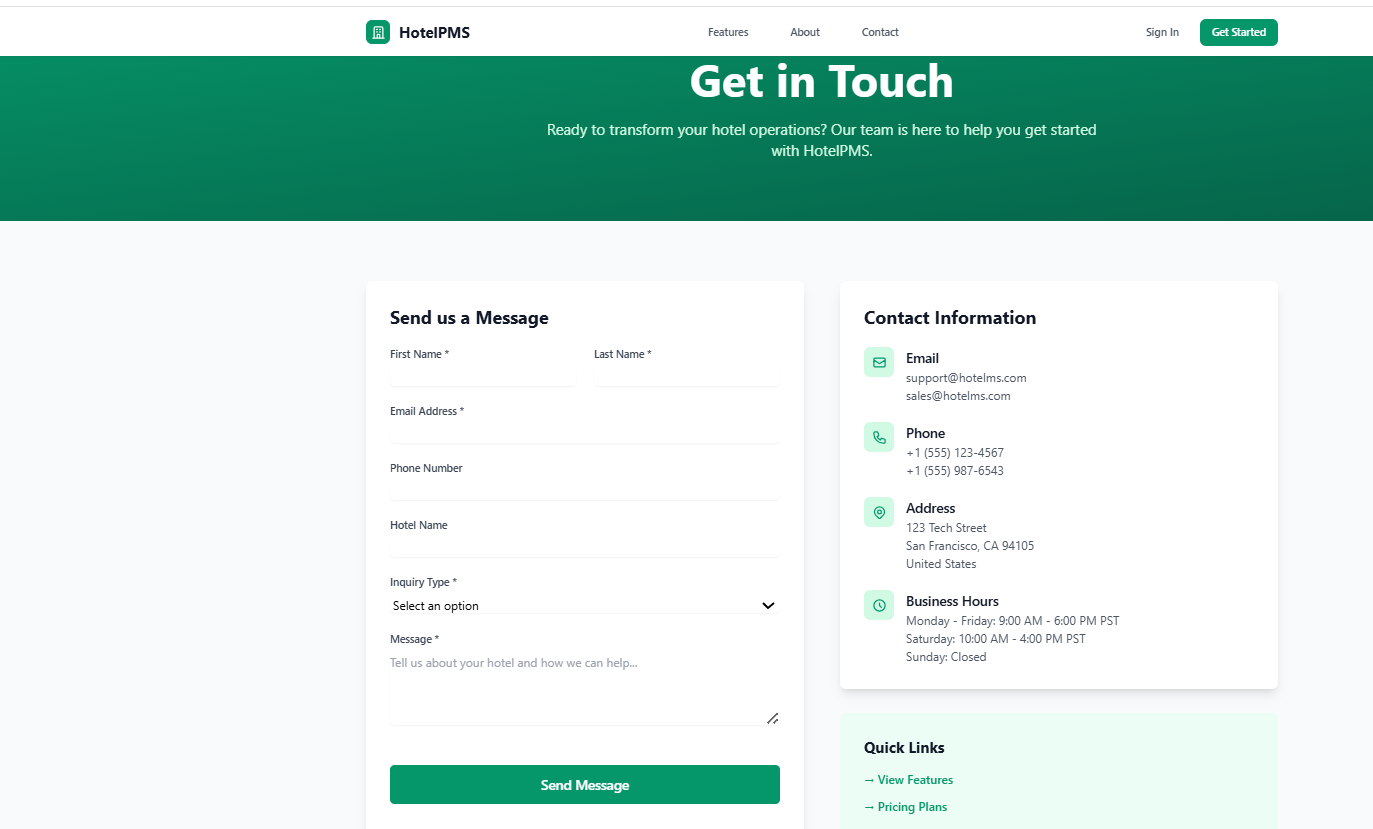 HotelPMS
Features
About
Contact
Sign In
Get Started
Get in Touch
Ready to transform your hotel operations? Our team is here to help you get started
with HotelPMS.
Send us a Message
First Name *
Last Name *
Email Address *
Phone Number
Hotel Name
Inquiry Type *
Select an option
Message *
Tell us about your hotel and how we can help...
Send Message
Contact Information
Email
support@hotelms.com
sales@hotelms.com
Phone
+1 (555) 123-4567
+1 (555) 987-6543
Address
123 Tech Street
San Francisco, CA 94105
United States
Business Hours
Monday - Friday: 9:00 AM - 6:00 PM PST
Saturday: 10:00 AM - 4:00 PM PST
Sunday: Closed
Quick Links
→ View Features
→ Pricing Plans